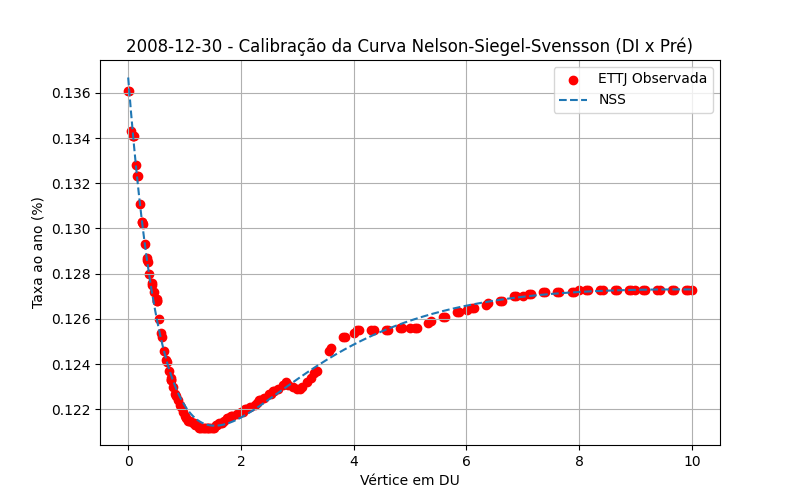 2008-12-30 - Calibração da Curva Nelson-Siegel-Svensson (DI x Pré)
ETTJ Observada
NSS
Taxa ao ano (%)
0.136
0.134
0.132
0.130
0.128
0.126
0.124
0.122
0
2
4
6
8
10
Vértice em DU